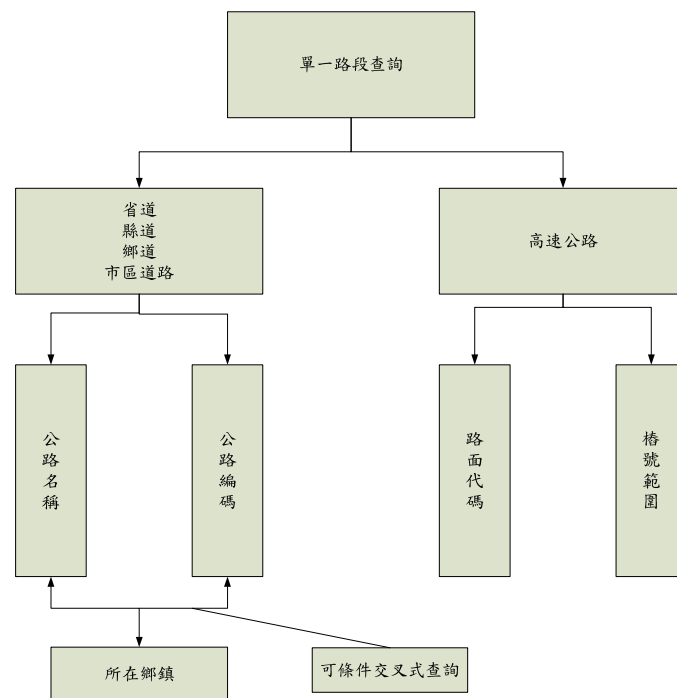 單一路段查詢
省道
縣道
鄉道
市區道路
高速公路
公路名稱
公路編碼
路面代碼
樁號範圍
所在鄉鎮
可條件交叉式查詢